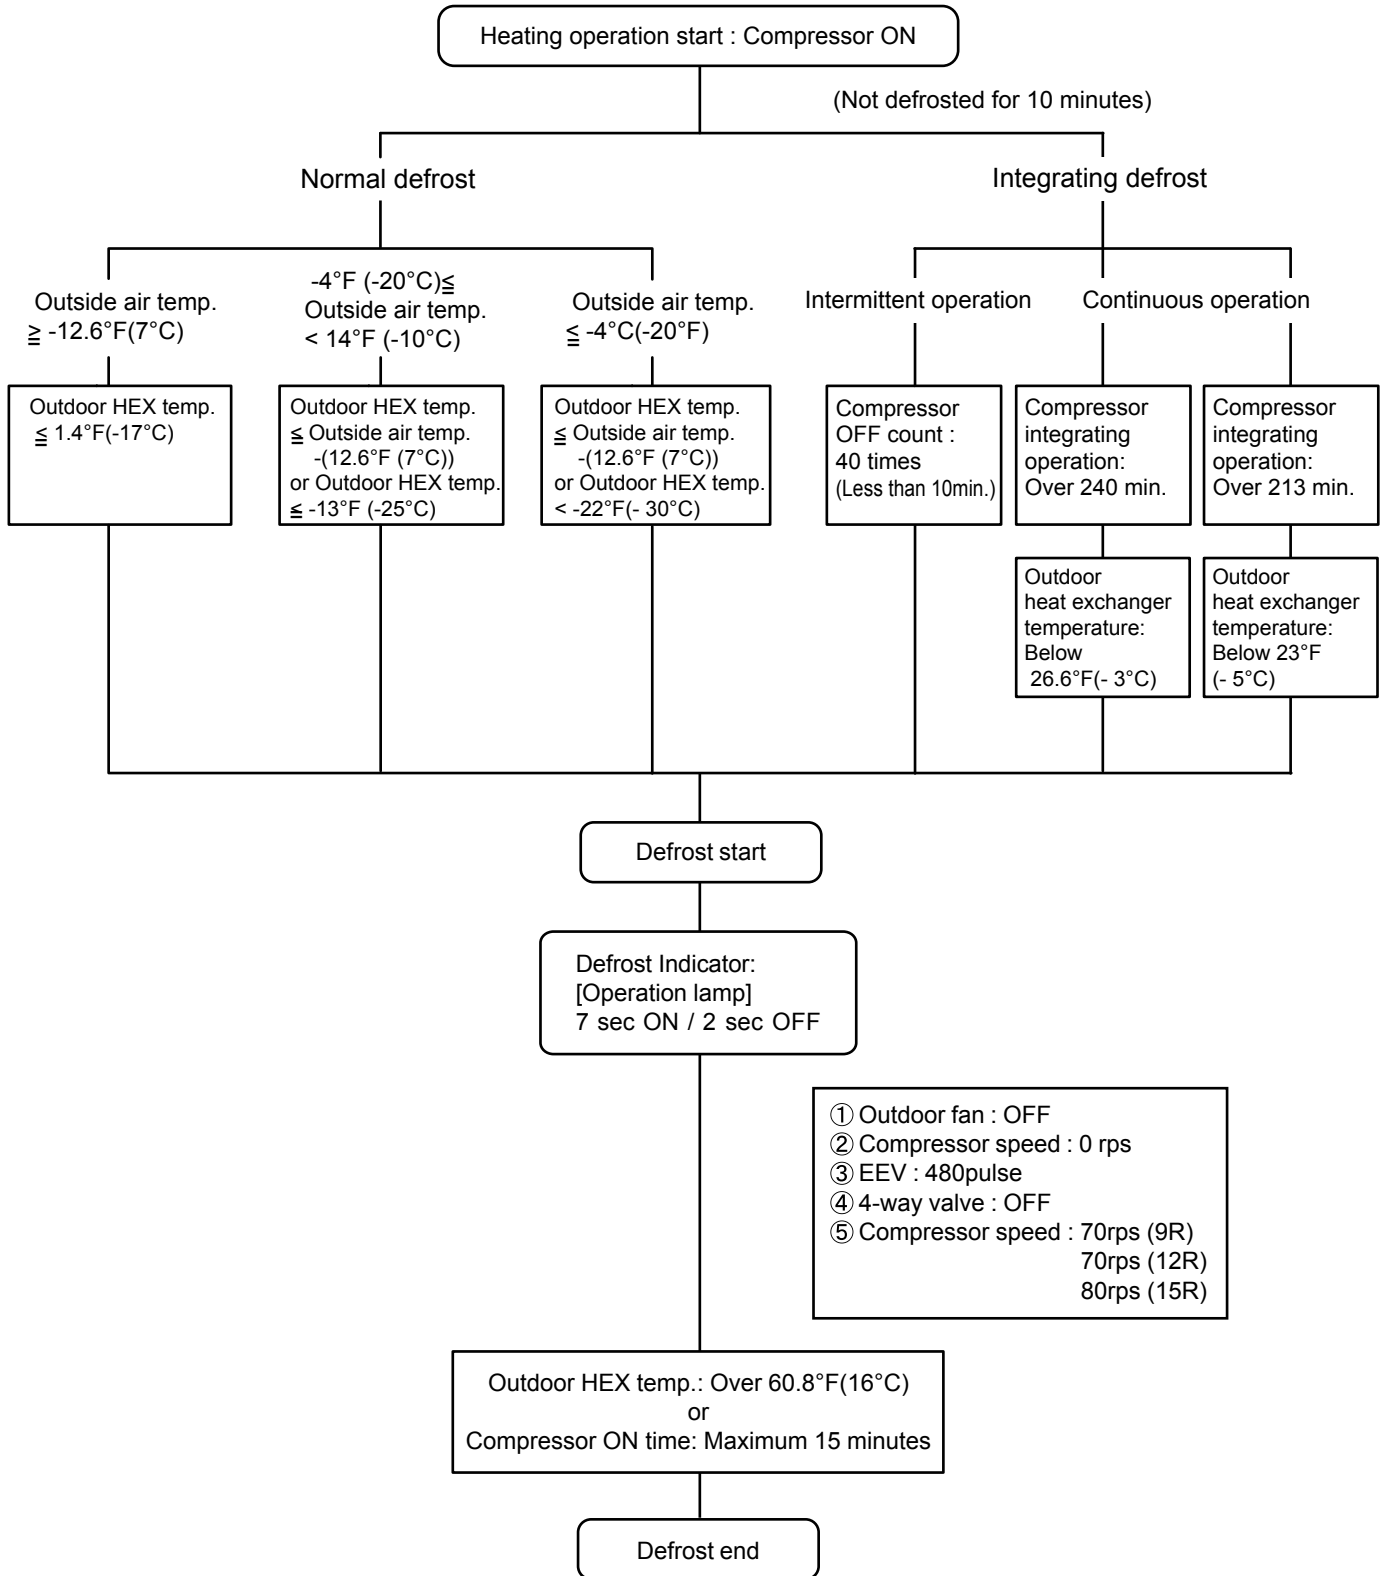 Heating operation start : Compressor ON
(Not defrosted for 10 minutes)
Normal defrost
Integrating defrost
Outside air temp.
≧ -12.6°F(7°C)
-4°F (-20°C)≦
Outside air temp.
< 14°F (-10°C)
Outside air temp.
≦ -4°C(-20°F)
Intermittent operation
Continuous operation
Outdoor HEX temp.
≦ 1.4°F(-17°C)
Outdoor HEX temp.
≦ Outside air temp.
-(12.6°F (7°C))
or Outdoor HEX temp.
≦ -13°F (-25°C)
Outdoor HEX temp.
≦ Outside air temp.
-(12.6°F (7°C))
or Outdoor HEX temp.
< -22°F(- 30°C)
Compressor
OFF count :
40 times
(Less than 10min.)
Compressor
integrating
operation:
Over 240 min.
Compressor
integrating
operation:
Over 213 min.
Outdoor
heat exchanger
temperature:
Below
26.6°F(- 3°C)
Outdoor
heat exchanger
temperature:
Below 23°F
(- 5°C)
Defrost start
Defrost Indicator:
[Operation lamp]
7 sec ON / 2 sec OFF
① Outdoor fan : OFF
② Compressor speed : 0 rps
③ EEV : 480pulse
④ 4-way valve : OFF
⑤ Compressor speed : 70rps (9R)
70rps (12R)
80rps (15R)
Outdoor HEX temp.: Over 60.8°F(16°C)
or
Compressor ON time: Maximum 15 minutes
Defrost end